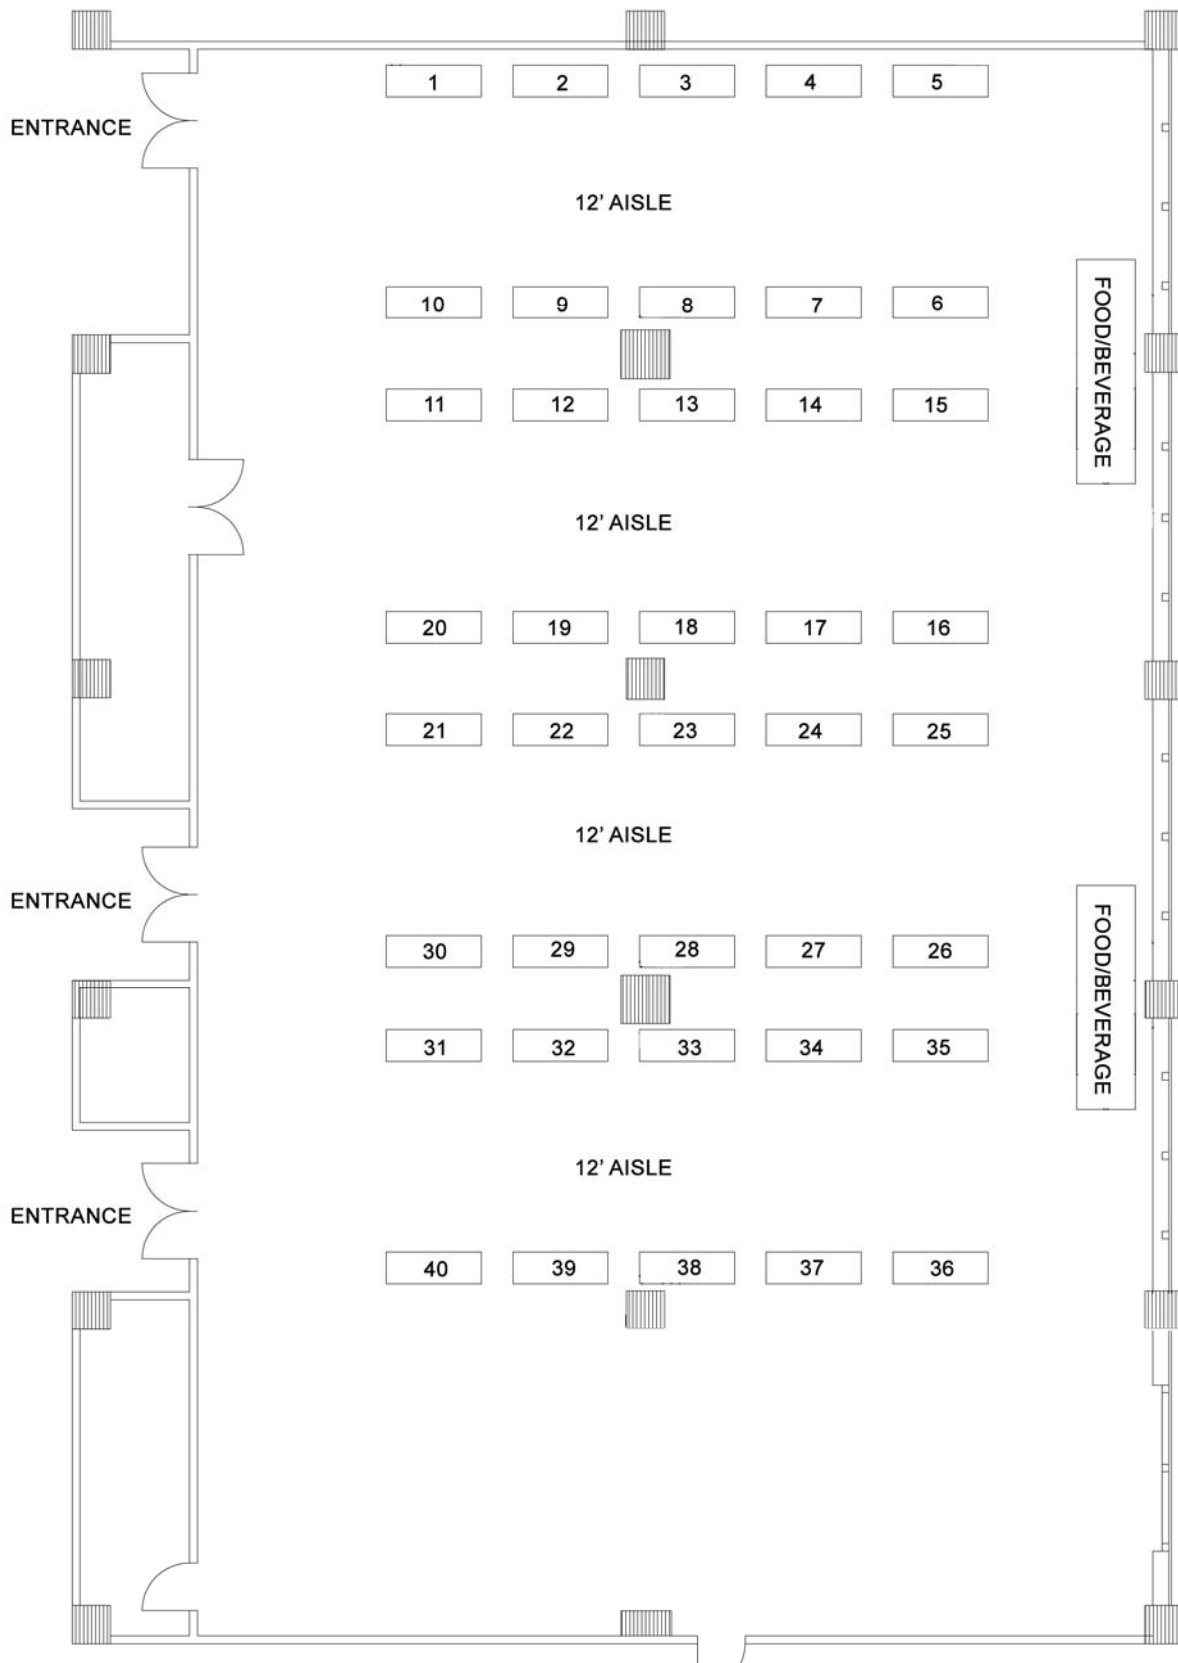 1 2 3 4 5
ENTRANCE
12' AISLE
10 9 8 7 6
FOOD/BEVERAGE
11 12 13 14 15
12' AISLE
20 19 18 17 16
21 22 23 24 25
12' AISLE
ENTRANCE
30 29 28 27 26
FOOD/BEVERAGE
31 32 33 34 35
12' AISLE
ENTRANCE
40 39 38 37 36